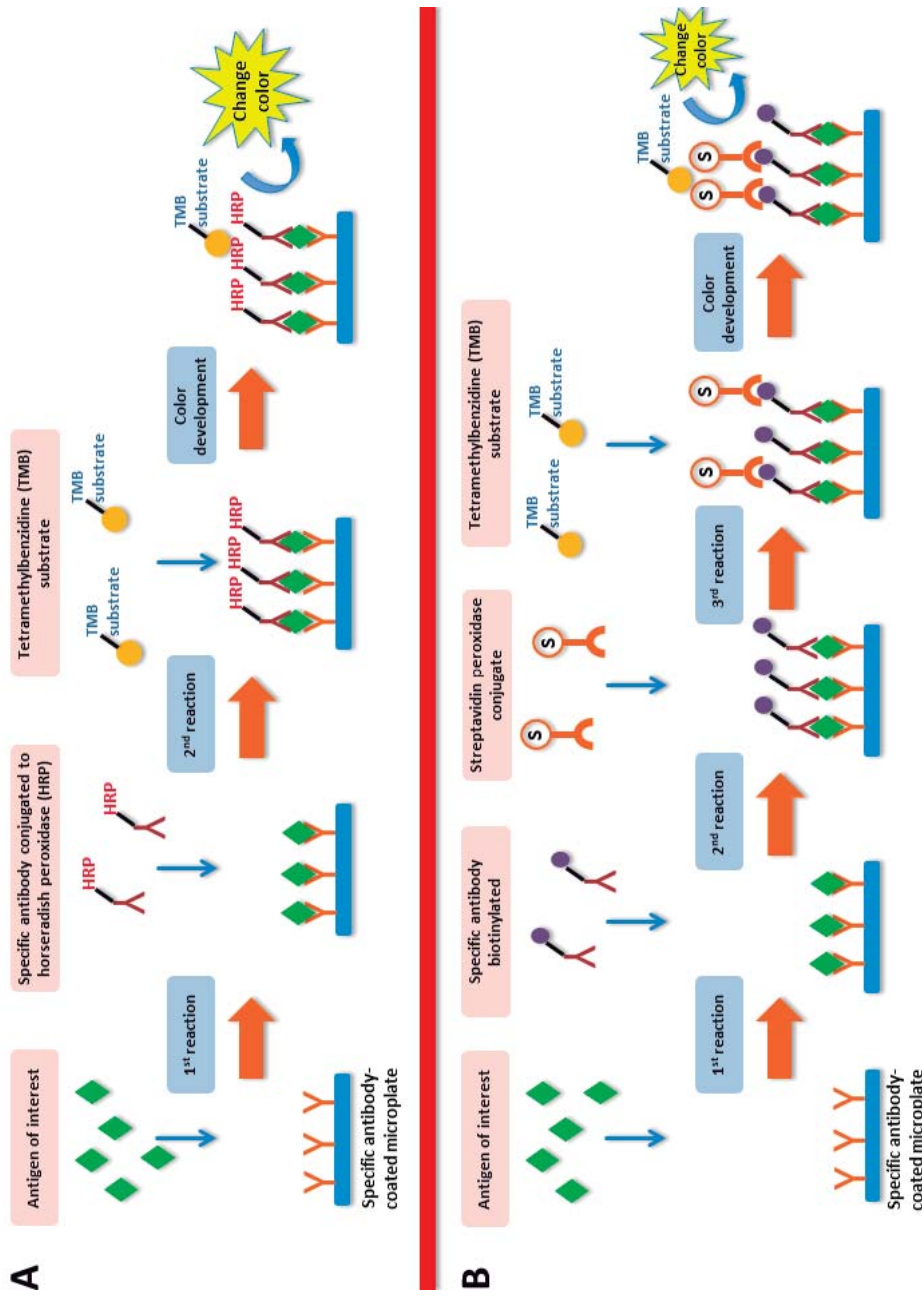 A
Antigen of interest
Specific antibody conjugated to
horseradish peroxidase (HRP)
Tetramethylbenzidine (TMB)
substrate
HRP
HRP
TMB
substrate
TMB
substrate
1st reaction
2nd reaction
Color
development
HRP
HRP
HRP
TMB
substrate
HRP
HRP
HRP
Change
color
Specific antibody-
coated microplate
B
Antigen of interest
Specific antibody
biotinylated
Streptavidin peroxidase
conjugate
Tetramethylbenzidine (TMB)
substrate
S
S
TMB
substrate
TMB
substrate
1st reaction
2nd reaction
3rd reaction
Color
development
S
S
TMB
substrate
S
S
Change
color
Specific antibody-
coated microplate